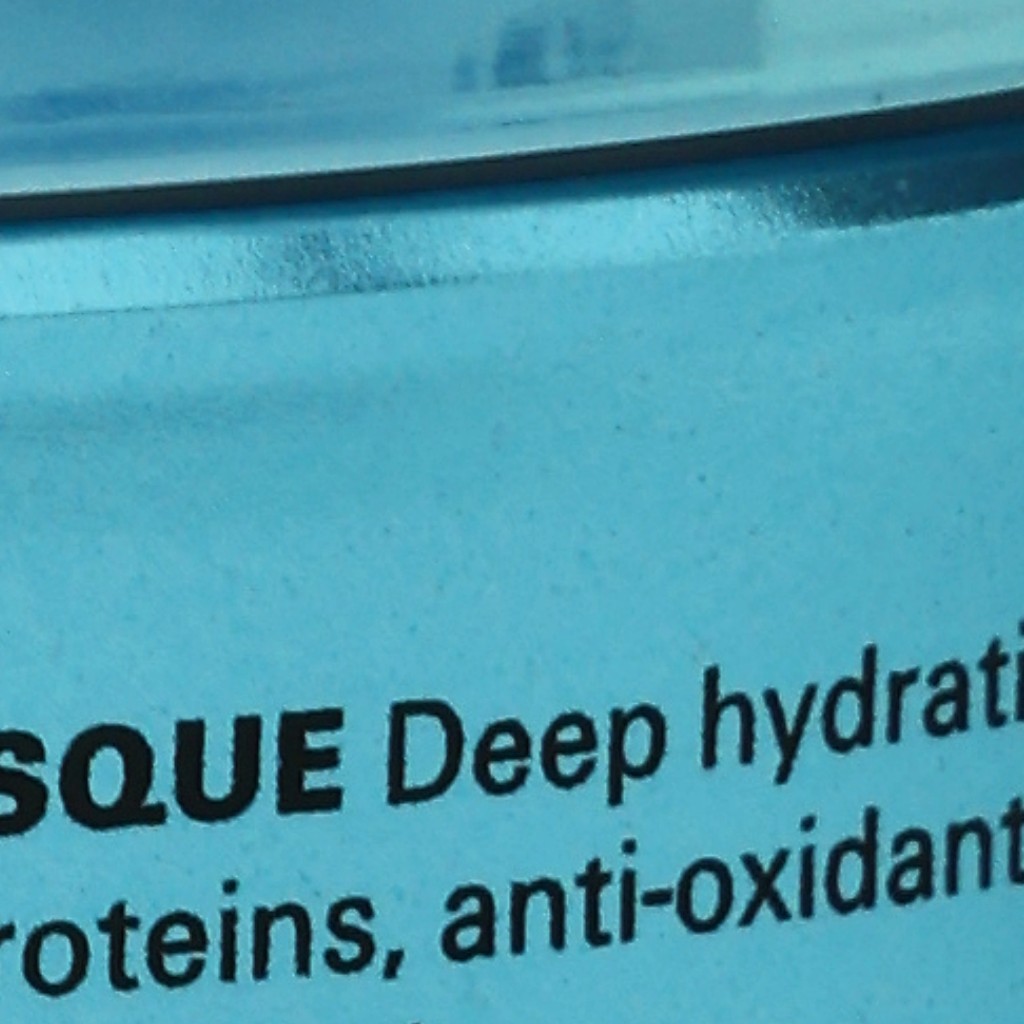 SQUE Deep hydrati
roteins, anti-oxidant